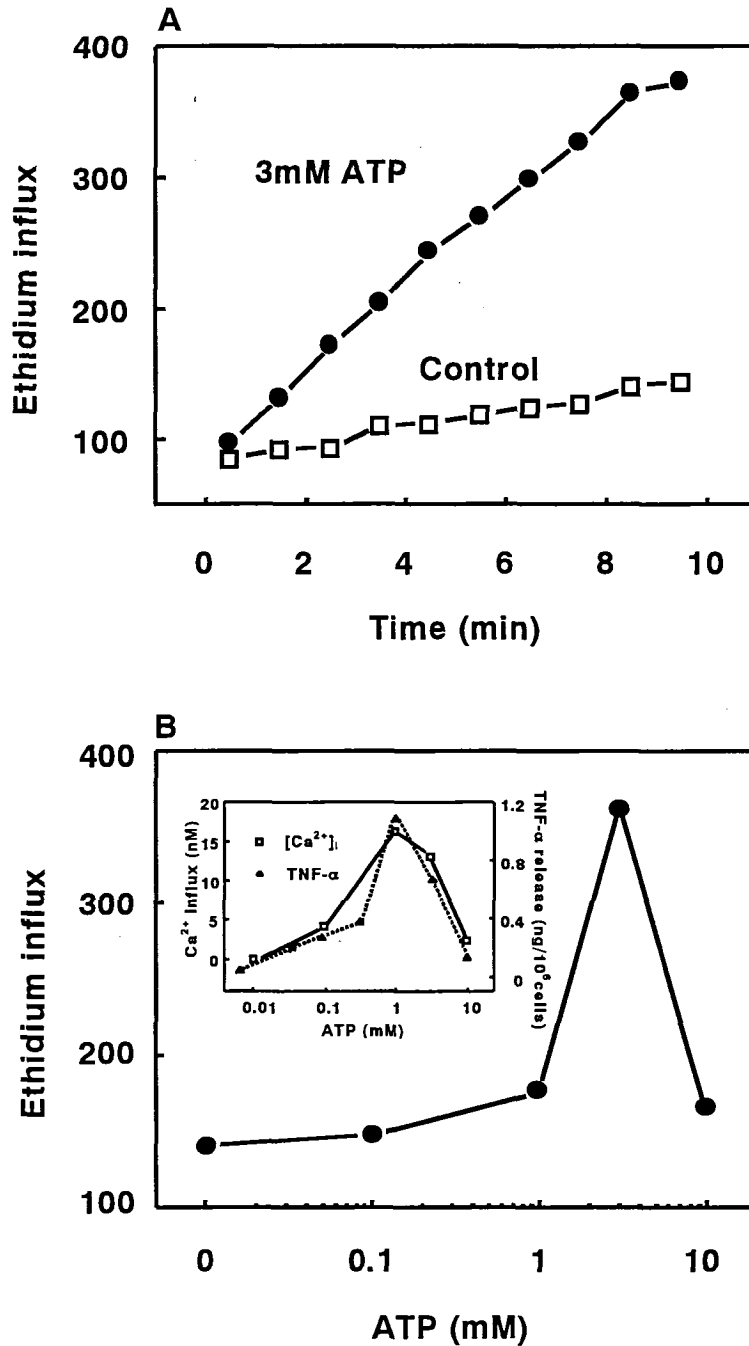 A
400
300
200
100
Ethidium influx
3mM ATP
Control
0 2 4 6 8 10
Time (min)
B
400
300
200
100
Ethidium influx
20
15
10
5
0
Ca²⁺ Influx (nM)
[Ca²⁺]i
TNF-α
1.2
0.8
0.4
0
TNF-α release (ng/10⁶cells)
0.01 0.1 1 10
ATP (mM)
0 0.1 1 10
ATP (mM)